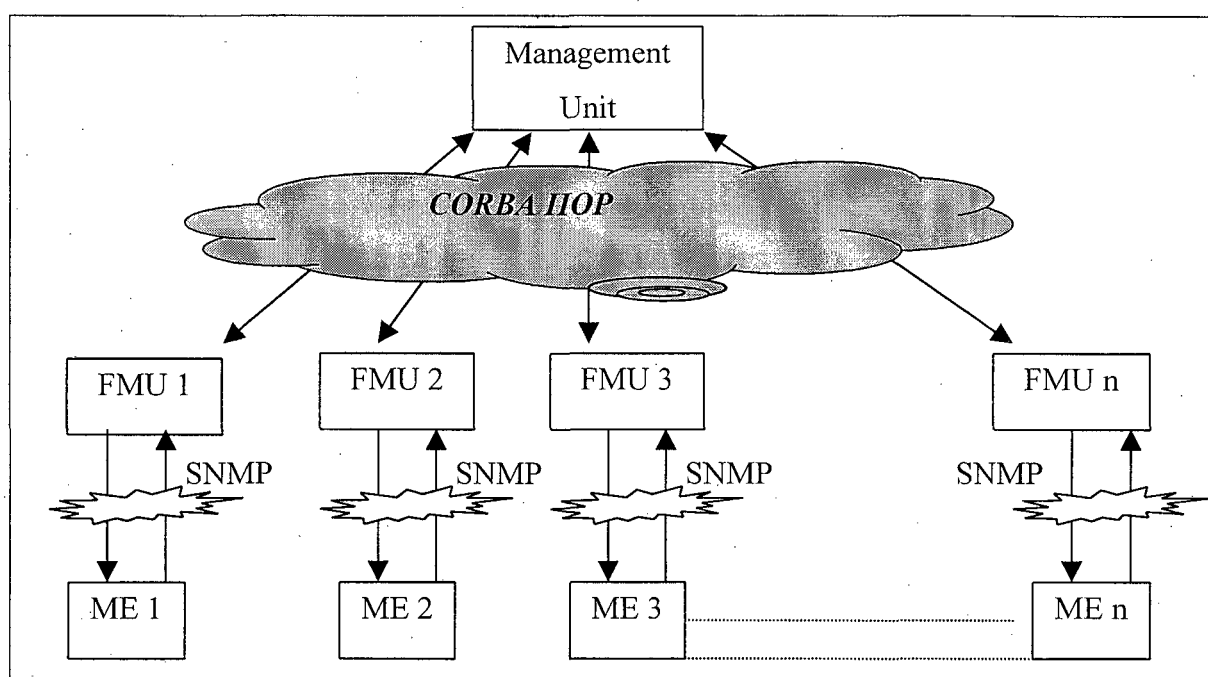 Management
Unit
CORBA IIOP
FMU 1
FMU 2
FMU 3
FMU n
SNMP
SNMP
SNMP
SNMP
ME 1
ME 2
ME 3
ME n